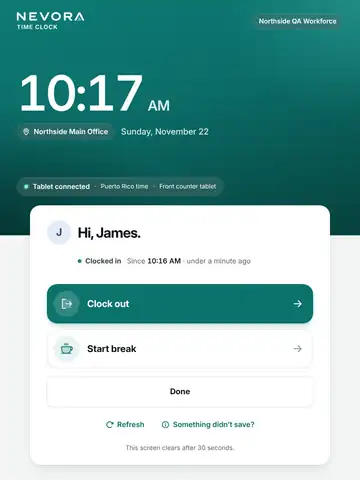 NEVORA
TIME CLOCK
Northside QA Workforce
10:17 AM
Northside Main Office
Sunday, November 22
Tablet connected · Puerto Rico time · Front counter tablet
J
Hi, James.
Clocked in · Since 10:16 AM · under a minute ago
Clock out
Start break
Done
Refresh
Something didn't save?
This screen clears after 30 seconds.